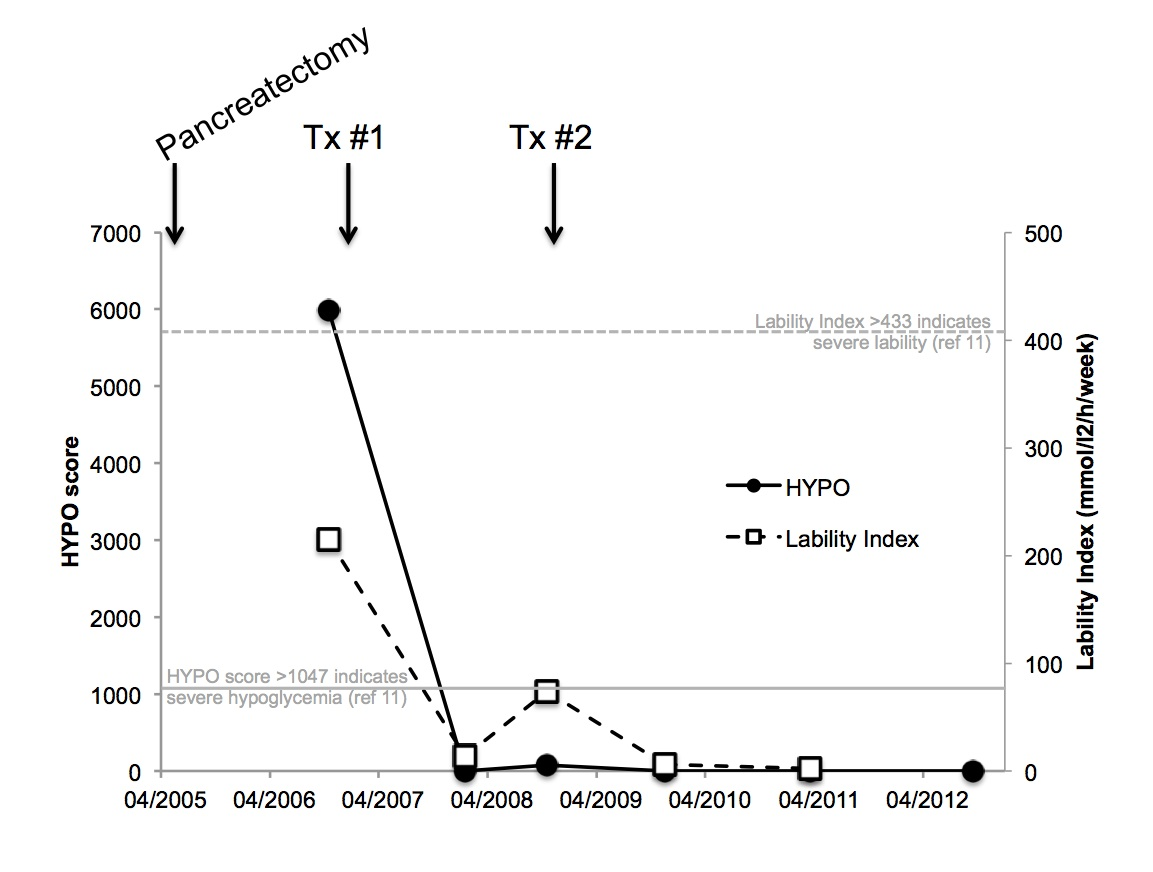 Pancreatectomy
Tx #1
Tx #2
7000
6000
5000
4000
3000
2000
1000
0
HYPO score
500
400
300
200
100
0
Lability Index (mmol/l2/h/week)
Lability Index >433 indicates
severe lability (ref 11)
HYPO
Lability Index
HYPO score >1047 indicates
severe hypoglycemia (ref 11)
04/2005 04/2006 04/2007 04/2008 04/2009 04/2010 04/2011 04/2012